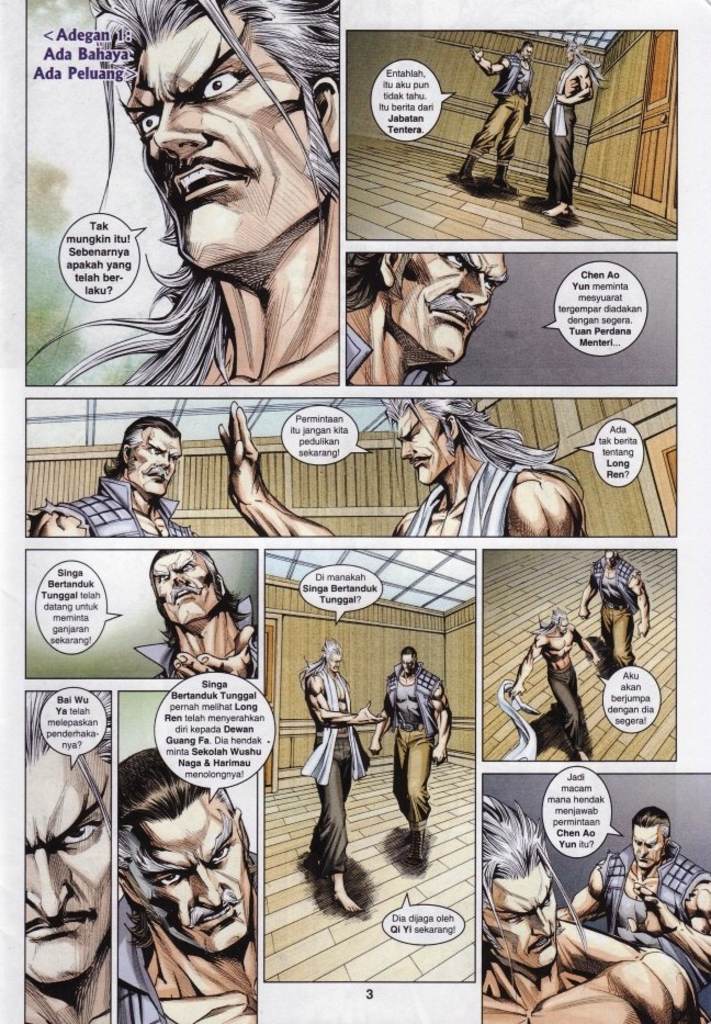 <Adegan 1:
Ada Bahaya
Ada Peluang>
Tak
mungkin itu!
Sebenarnya
apakah yang
telah ber-
laku?
Entahlah,
itu aku pun
tidak tahu.
Itu berita dari
Jabatan
Tentera.
Chen Ao
Yun meminta
mesyuarat
tergempar diadakan
dengan segera.
Tuan Perdana
Menteri...
Permintaan
itu jangan kita
pedulikan
sekarang!
Ada
tak berita
tentang
Long
Ren?
Singa
Bertanduk
Tunggal telah
datang untuk
meminta
ganjaran
sekarang!
Bai Wu
Ya telah
melepaskan
penderhaka-
nya?
Singa
Bertanduk Tunggal
pernah melihat Long
Ren telah menyerahkan
diri kepada Dewan
Guang Fa. Dia hendak
minta Sekolah Wushu
Naga & Harimau
menolongnya!
Di manakah
Singa Bertanduk
Tunggal?
Dia dijaga oleh
Qi Yi sekarang!
Aku
akan
berjumpa
dengan dia
segera!
Jadi
macam
mana hendak
menjawab
permintaan
Chen Ao
Yun itu?
3